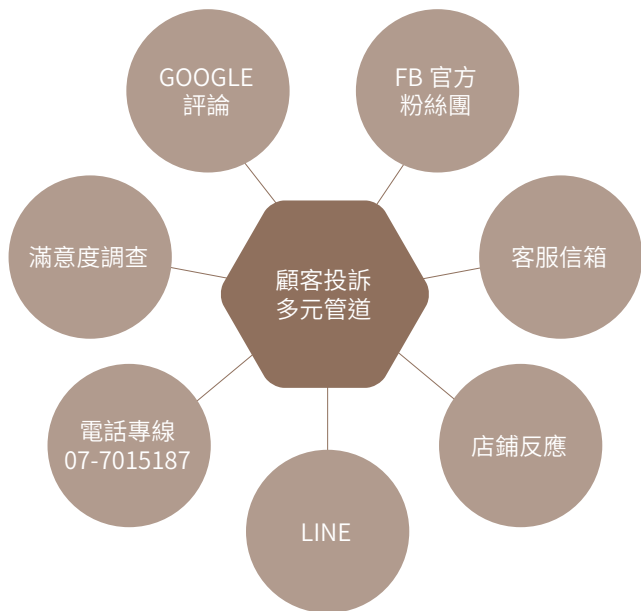 GOOGLE
評論
FB 官方
粉絲團
滿意度調查
顧客投訴
多元管道
客服信箱
電話專線
07-7015187
店鋪反應
LINE